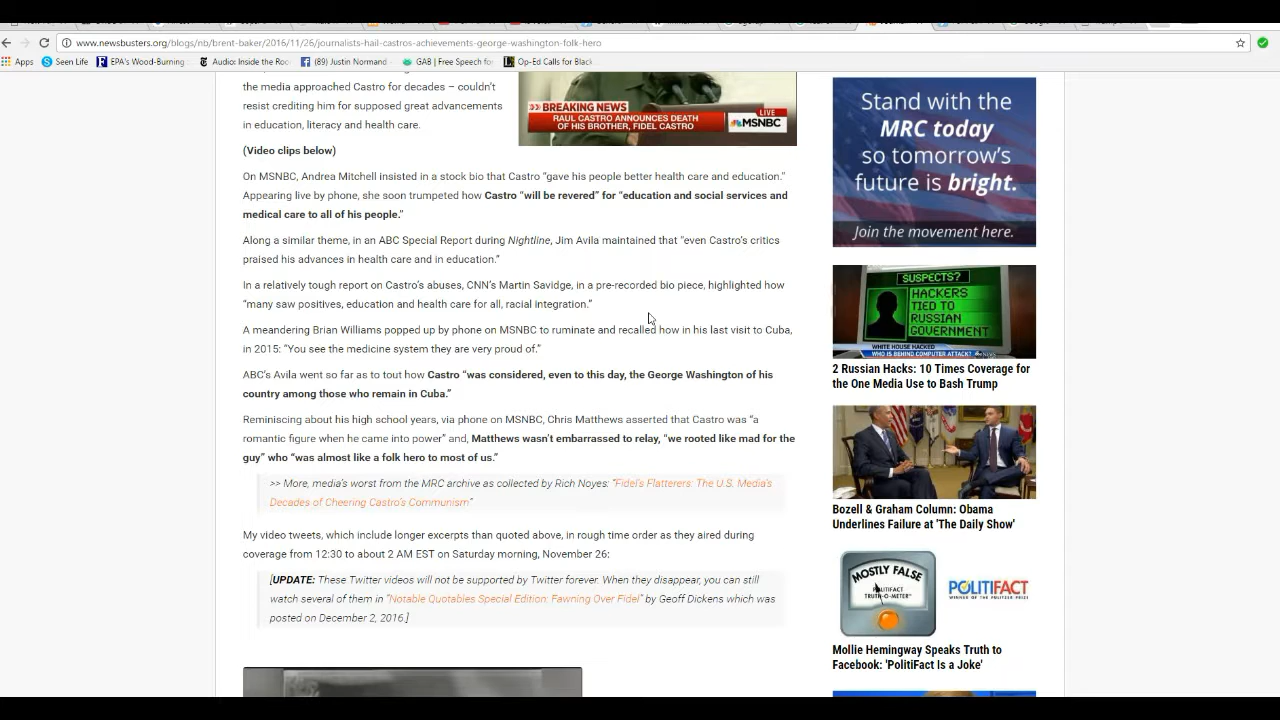 www.newsbusters.org/blogs/nb/brent-baker/2016/11/26/journalists-hail-castros-achievements-george-washington-folk-hero
Apps
Seen Life
EPA's Wood-Burning
Audio: Inside the Ro
(89) Justin Normand
GAB | Free Speech fo
Op-Ed Calls for Blac
the media approached Castro for decades – couldn't
resist crediting him for supposed great advancements
in education, literacy and health care.
BREAKING NEWS
RAUL CASTRO ANNOUNCES DEATH
OF HIS BROTHER, FIDEL CASTRO
LIVE
MSNBC
(Video clips below)
On MSNBC, Andrea Mitchell insisted in a stock bio that Castro “gave his people better health care and education.”
Appearing live by phone, she soon trumpeted how Castro “will be revered” for “education and social services and
medical care to all of his people.”
Along a similar theme, in an ABC Special Report during Nightline, Jim Avila maintained that “even Castro's critics
praised his advances in health care and in education.”
In a relatively tough report on Castro's abuses, CNN's Martin Savidge, in a pre-recorded bio piece, highlighted how
“many saw positives, education and health care for all, racial integration.”
A meandering Brian Williams popped up by phone on MSNBC to ruminate and recalled how in his last visit to Cuba,
in 2015: “You see the medicine system they are very proud of.”
ABC's Avila went so far as to tout how Castro “was considered, even to this day, the George Washington of his
country among those who remain in Cuba.”
Reminiscing about his high school years, via phone on MSNBC, Chris Matthews asserted that Castro was “a
romantic figure when he came into power” and, Matthews wasn't embarrassed to relay, “we rooted like mad for the
guy” who “was almost like a folk hero to most of us.”
>> More, media's worst from the MRC archive as collected by Rich Noyes: “Fidel's Flatterers: The U.S. Media's
Decades of Cheering Castro's Communism”
My video tweets, which include longer excerpts than quoted above, in rough time order as they aired during
coverage from 12:30 to about 2 AM EST on Saturday morning, November 26:
[UPDATE: These Twitter videos will not be supported by Twitter forever. When they disappear, you can still
watch all of them in “Notable Quotables Special Edition: Fawning Over Fidel” by Geoff Dickens which was
posted on December 2, 2016.]
Stand with the
MRC today
so tomorrow's
future is bright.
Join the movement here.
SUSPECTS?
HACKERS
TIED TO
RUSSIAN
GOVERNMENT
WHITE HOUSE HACKED
WHO IS BEHIND COMPUTER ATTACK?
2 Russian Hacks: 10 Times Coverage for
the One Media Use to Bash Trump
Bozell & Graham Column: Obama
Underlines Failure at 'The Daily Show'
MOSTLY FALSE
POLITIFACT
TRUTH-O-METER
POLITIFACT
WINNER OF THE PULITZER PRIZE
Mollie Hemingway Speaks Truth to
Facebook: 'PolitiFact Is a Joke'